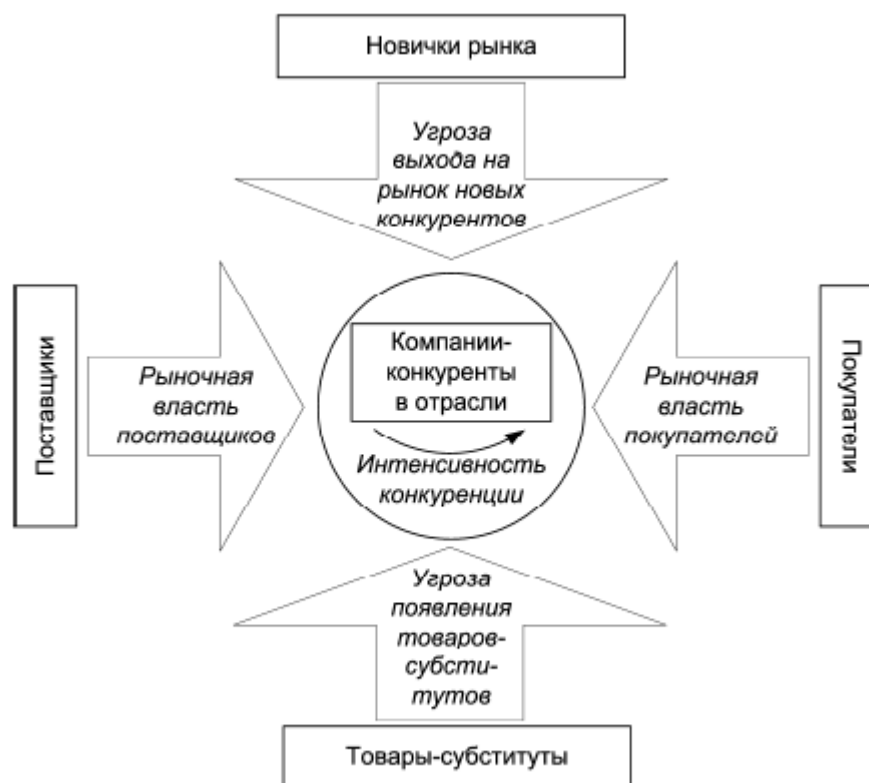 Новички рынка
Угроза
выхода на
рынок новых
конкурентов
Поставщики
Рыночная
власть
поставщиков
Компании-
конкуренты
в отрасли
Интенсивность
конкуренции
Рыночная
власть
покупателей
Покупатели
Угроза
появления
товаров-
субсти-
тутов
Товары-субституты